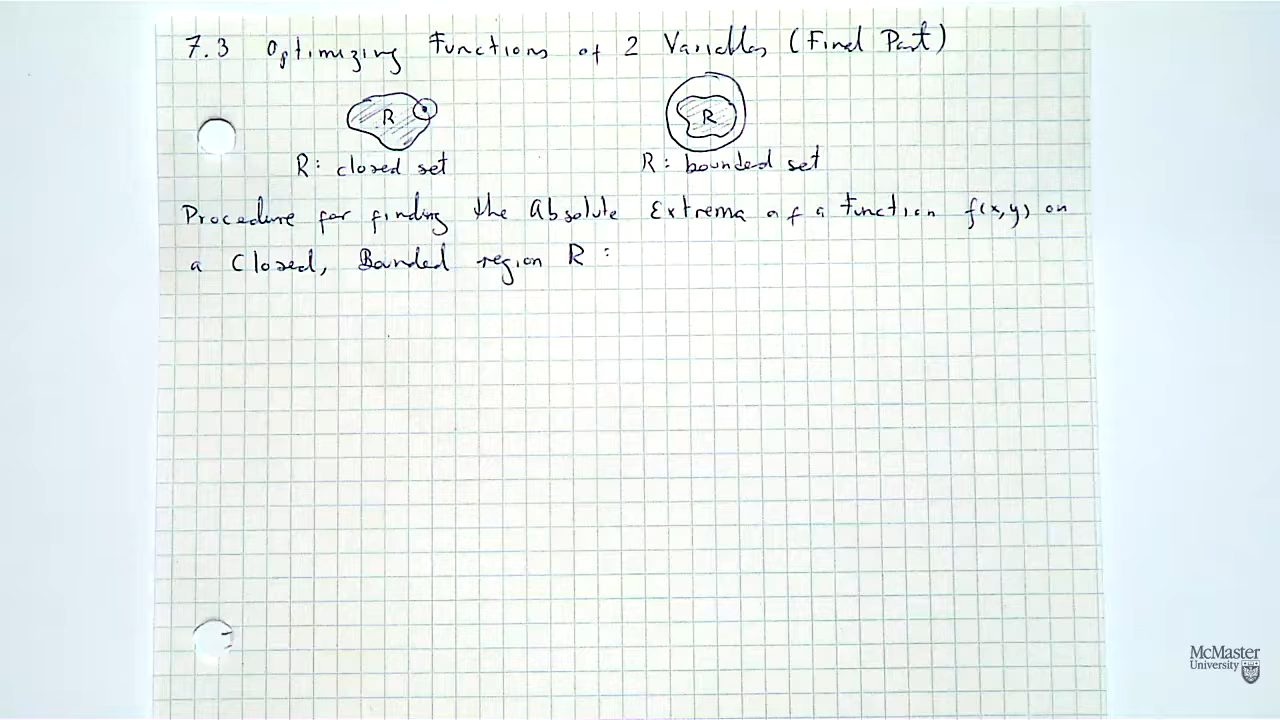 7.3 Optimizing Functions of 2 Variables (Final Part)
R R
R: closed set R: bounded set
Procedure for finding the Absolute Extrema of a function f(x,y) on
a Closed, Bounded region R:
McMaster
University